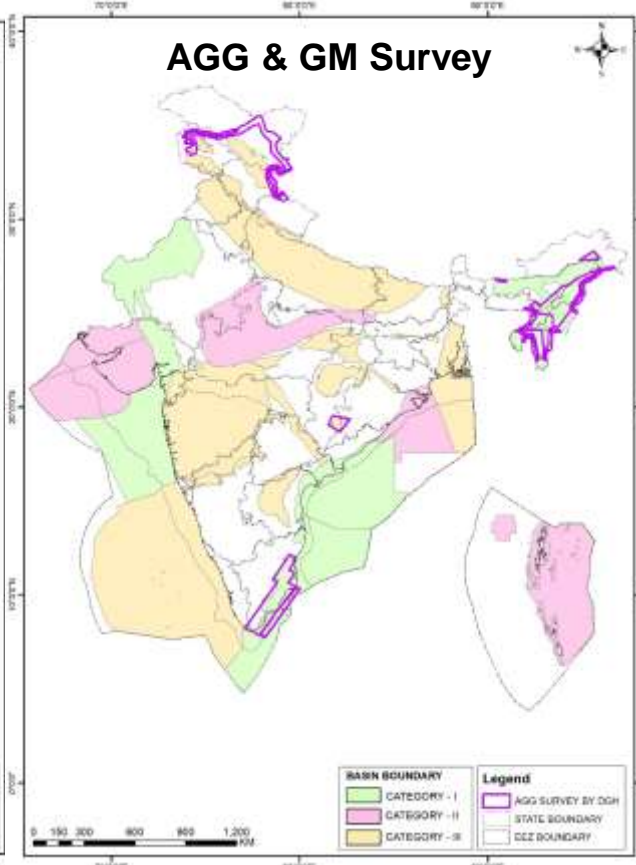 AGG & GM Survey
N
BASIN BOUNDARY
CATEGORY - I
CATEGORY - II
CATEGORY - III
Legend
AGG SURVEY BY DGH
STATE BOUNDARY
EEZ BOUNDARY
0 150 300 600 900 1,200
KM